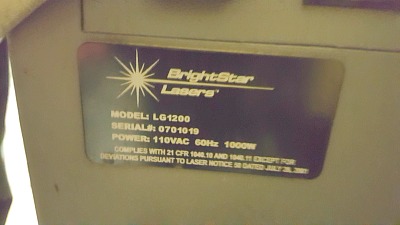 BrightStar
Lasers
MODEL: LG1200
SERIAL#: 0701019
POWER: 110VAC 60Hz 1000W
COMPLIES WITH 21 CFR 1040.10 AND 1040.11 EXCEPT FOR
DEVIATIONS PURSUANT TO LASER NOTICE 50 DATED JULY 26, 2001